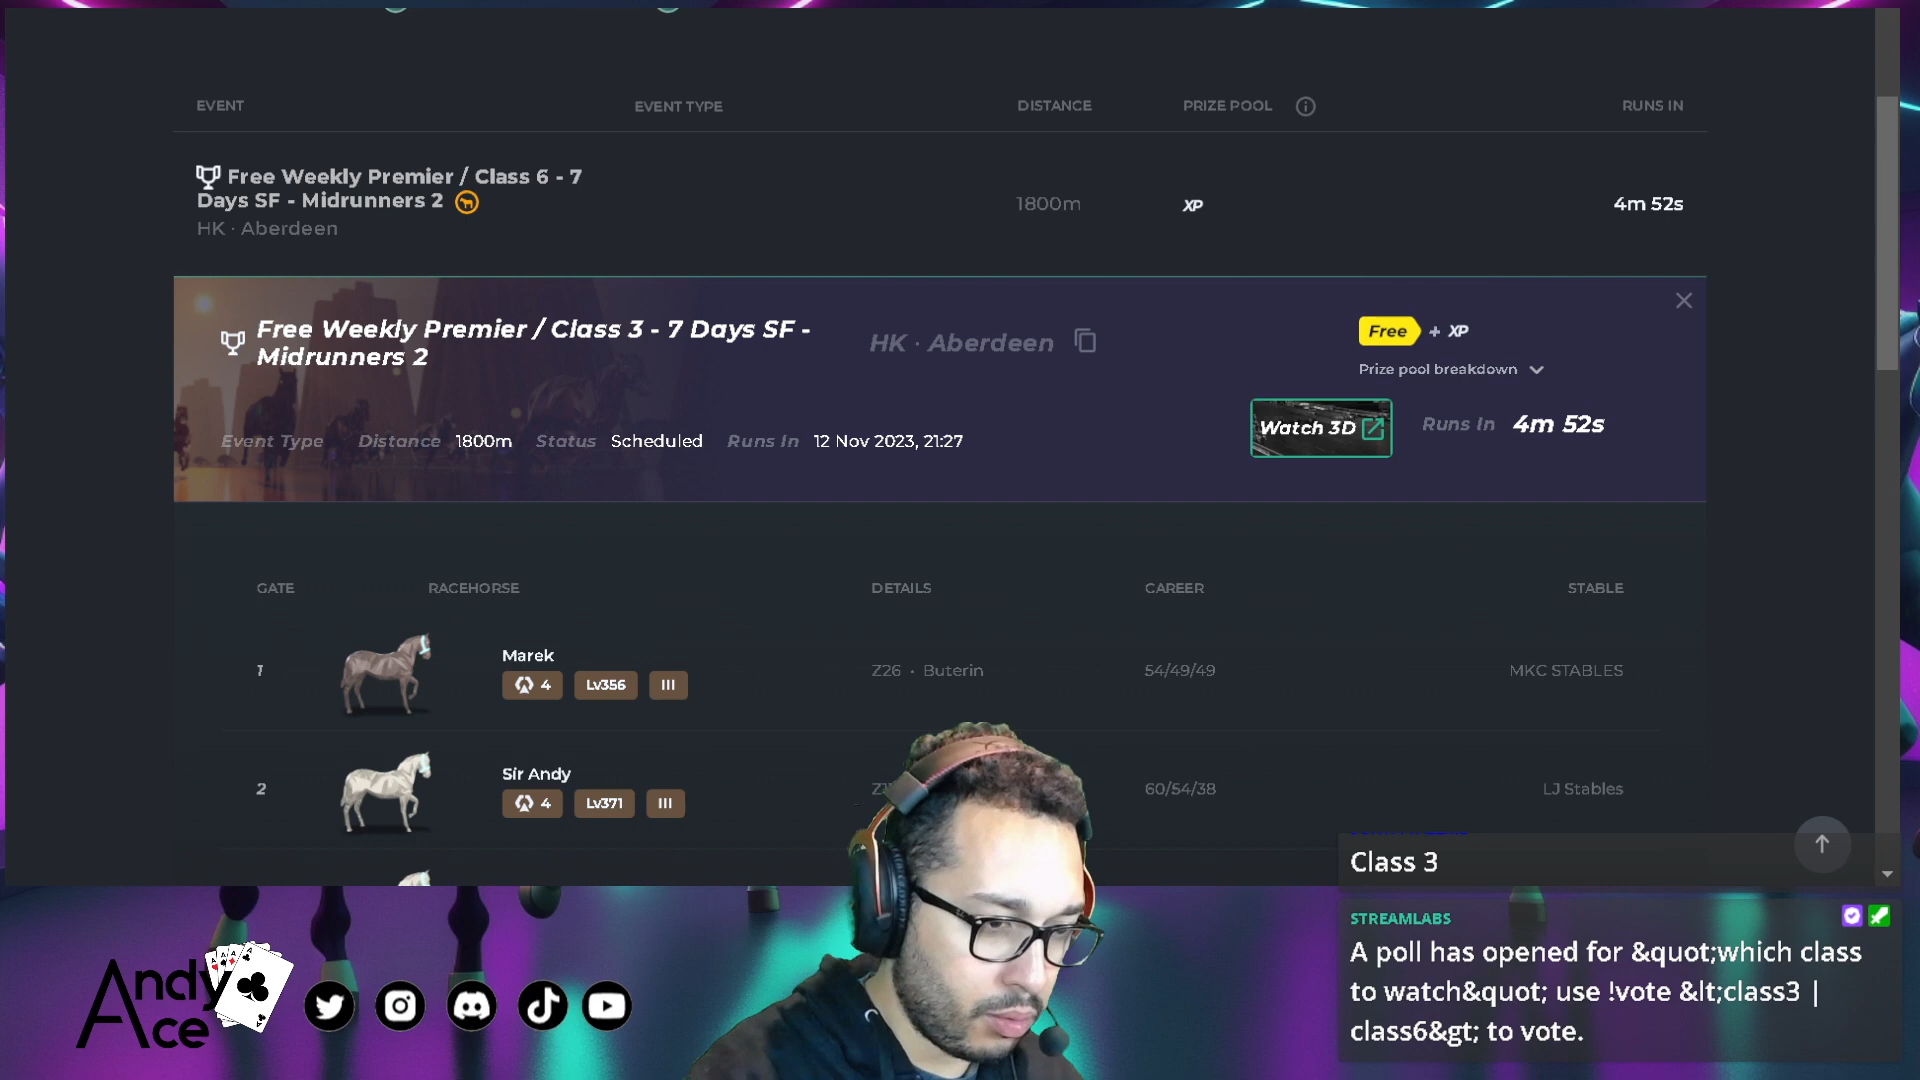 EVENT EVENT TYPE DISTANCE PRIZE POOL RUNS IN
Free Weekly Premier / Class 6 - 7
Days SF - Midrunners 2
HK · Aberdeen
1800m XP 4m 52s
Free Weekly Premier / Class 3 - 7 Days SF -
Midrunners 2
HK · Aberdeen
Free + XP
Prize pool breakdown
Watch 3D Runs In 4m 52s
Event Type Distance 1800m Status Scheduled Runs In 12 Nov 2023, 21:27
GATE RACEHORSE DETAILS CAREER STABLE
1 Marek
4 Lv356 III
Z26 · Buterin 54/49/49 MKC STABLES
2 Sir Andy
4 Lv371 III
60/54/38 LJ Stables
Class 3
STREAMLABS
A poll has opened for &quot;which class
to watch&quot; use !vote &lt;class3 |
class6&gt; to vote.
Andy
Ace